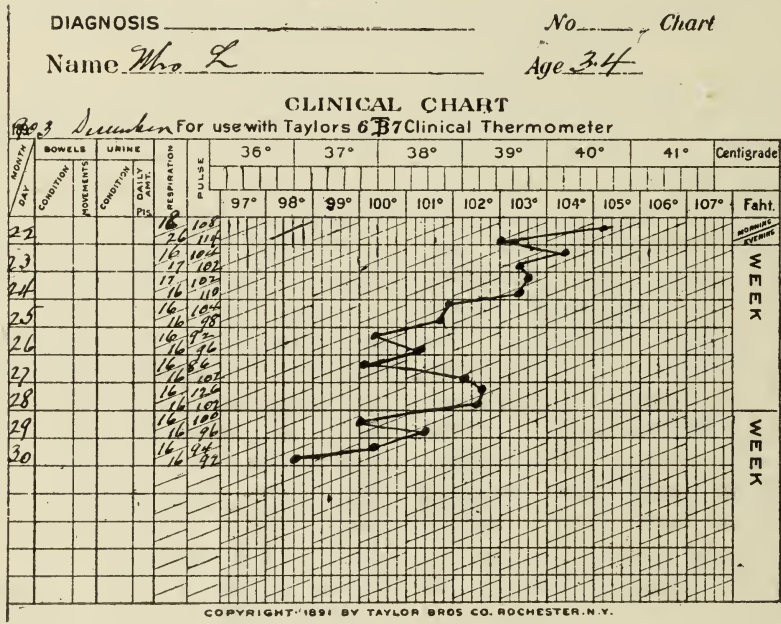 DIAGNOSIS No. Chart
Name Mrs L Age 34
CLINICAL CHART
December For use with Taylors 6 B7 Clinical Thermometer
MONTH DAY BOWELS URINE RESPIRATION PULSE 36° 37° 38° 39° 40° 41° Centigrade
CONDITION MOVEMENTS CONDITION DAILY AMT. Pts. 97° 98° 99° 100° 101° 102° 103° 104° 105° 106° 107° Faht.
22 18 108 MORNING
26 114 EVENING
23 16 104
17 102
24 17 102
16 110
25 16 104
16 98
26 16 92
16 96
27 16 86
16 102
28 16 126
16 102
29 16 100
16 96
30 16 94
16 92
WEEK
WEEK
COPYRIGHT 1891 BY TAYLOR BROS CO. ROCHESTER. N.Y.